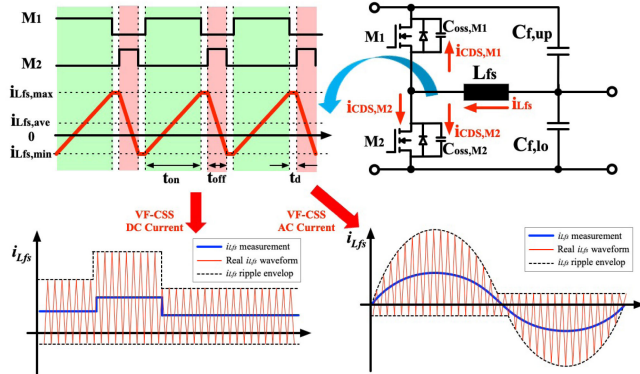 M1
M2
iLfs,max
iLfs,ave
0
iLfs,min
ton
toff
td
M1
Coss,M1
iCDS,M1
Lfs
iLfs
Cf,up
iCDS,M2
iCDS,M2
M2
Coss,M2
Cf,lo
VF-CSS
DC Current
VF-CSS
AC Current
iLfs
iLfs measurement
Real iLfs waveform
iLfs ripple envelop
iLfs
iLfs measurement
Real iLfs waveform
iLfs ripple envelop